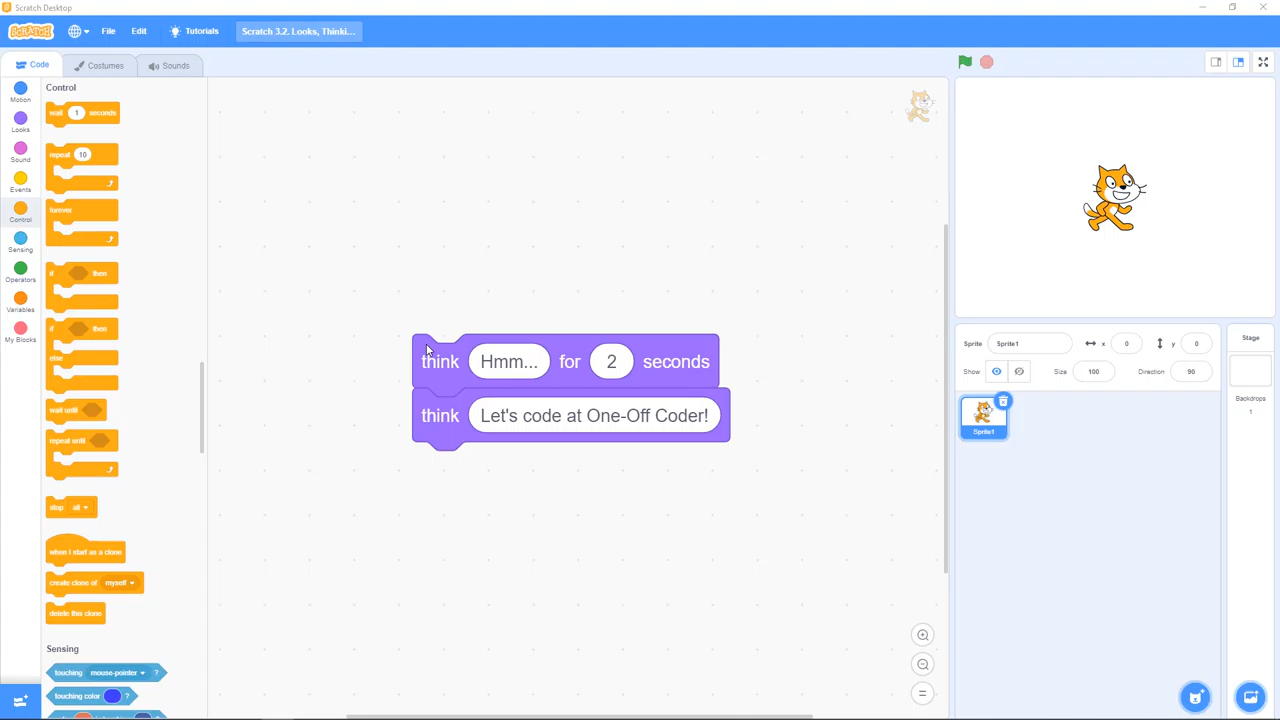 Scratch Desktop
SCRATCH File Edit Tutorials Scratch 3.2. Looks, Thinki...
Code Costumes Sounds
Motion
Looks
Sound
Events
Control
Sensing
Operators
Variables
My Blocks
Control
wait 1 seconds
repeat 10
forever
if then
if then
else
wait until
repeat until
stop all
when I start as a clone
create clone of myself
delete this clone
Sensing
touching mouse-pointer ?
touching color ?
think Hmm... for 2 seconds
think Let's code at One-Off Coder!
Sprite Sprite1 x 0 y 0
Show Size 100 Direction 90
Sprite1
Stage
Backdrops
1